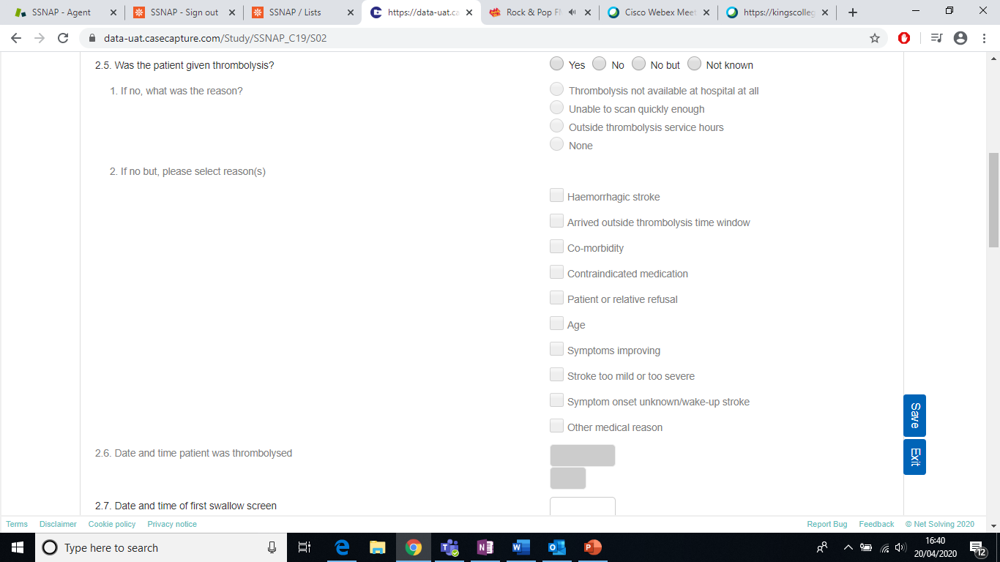 SSNAP - Agent
SSNAP - Sign out
SSNAP / Lists
https://data-uat.ca
Rock & Pop Fl
Cisco Webex Meet
https://kingscolleg
data-uat.casecapture.com/Study/SSNAP_C19/S02
2.5. Was the patient given thrombolysis?
Yes No No but Not known
1. If no, what was the reason?
Thrombolysis not available at hospital at all
Unable to scan quickly enough
Outside thrombolysis service hours
None
2. If no but, please select reason(s)
Haemorrhagic stroke
Arrived outside thrombolysis time window
Co-morbidity
Contraindicated medication
Patient or relative refusal
Age
Symptoms improving
Stroke too mild or too severe
Symptom onset unknown/wake-up stroke
Other medical reason
Save
Exit
2.6. Date and time patient was thrombolysed
2.7. Date and time of first swallow screen
Terms Disclaimer Cookie policy Privacy notice Report Bug Feedback © Net Solving 2020
Type here to search
16:40
20/04/2020
12